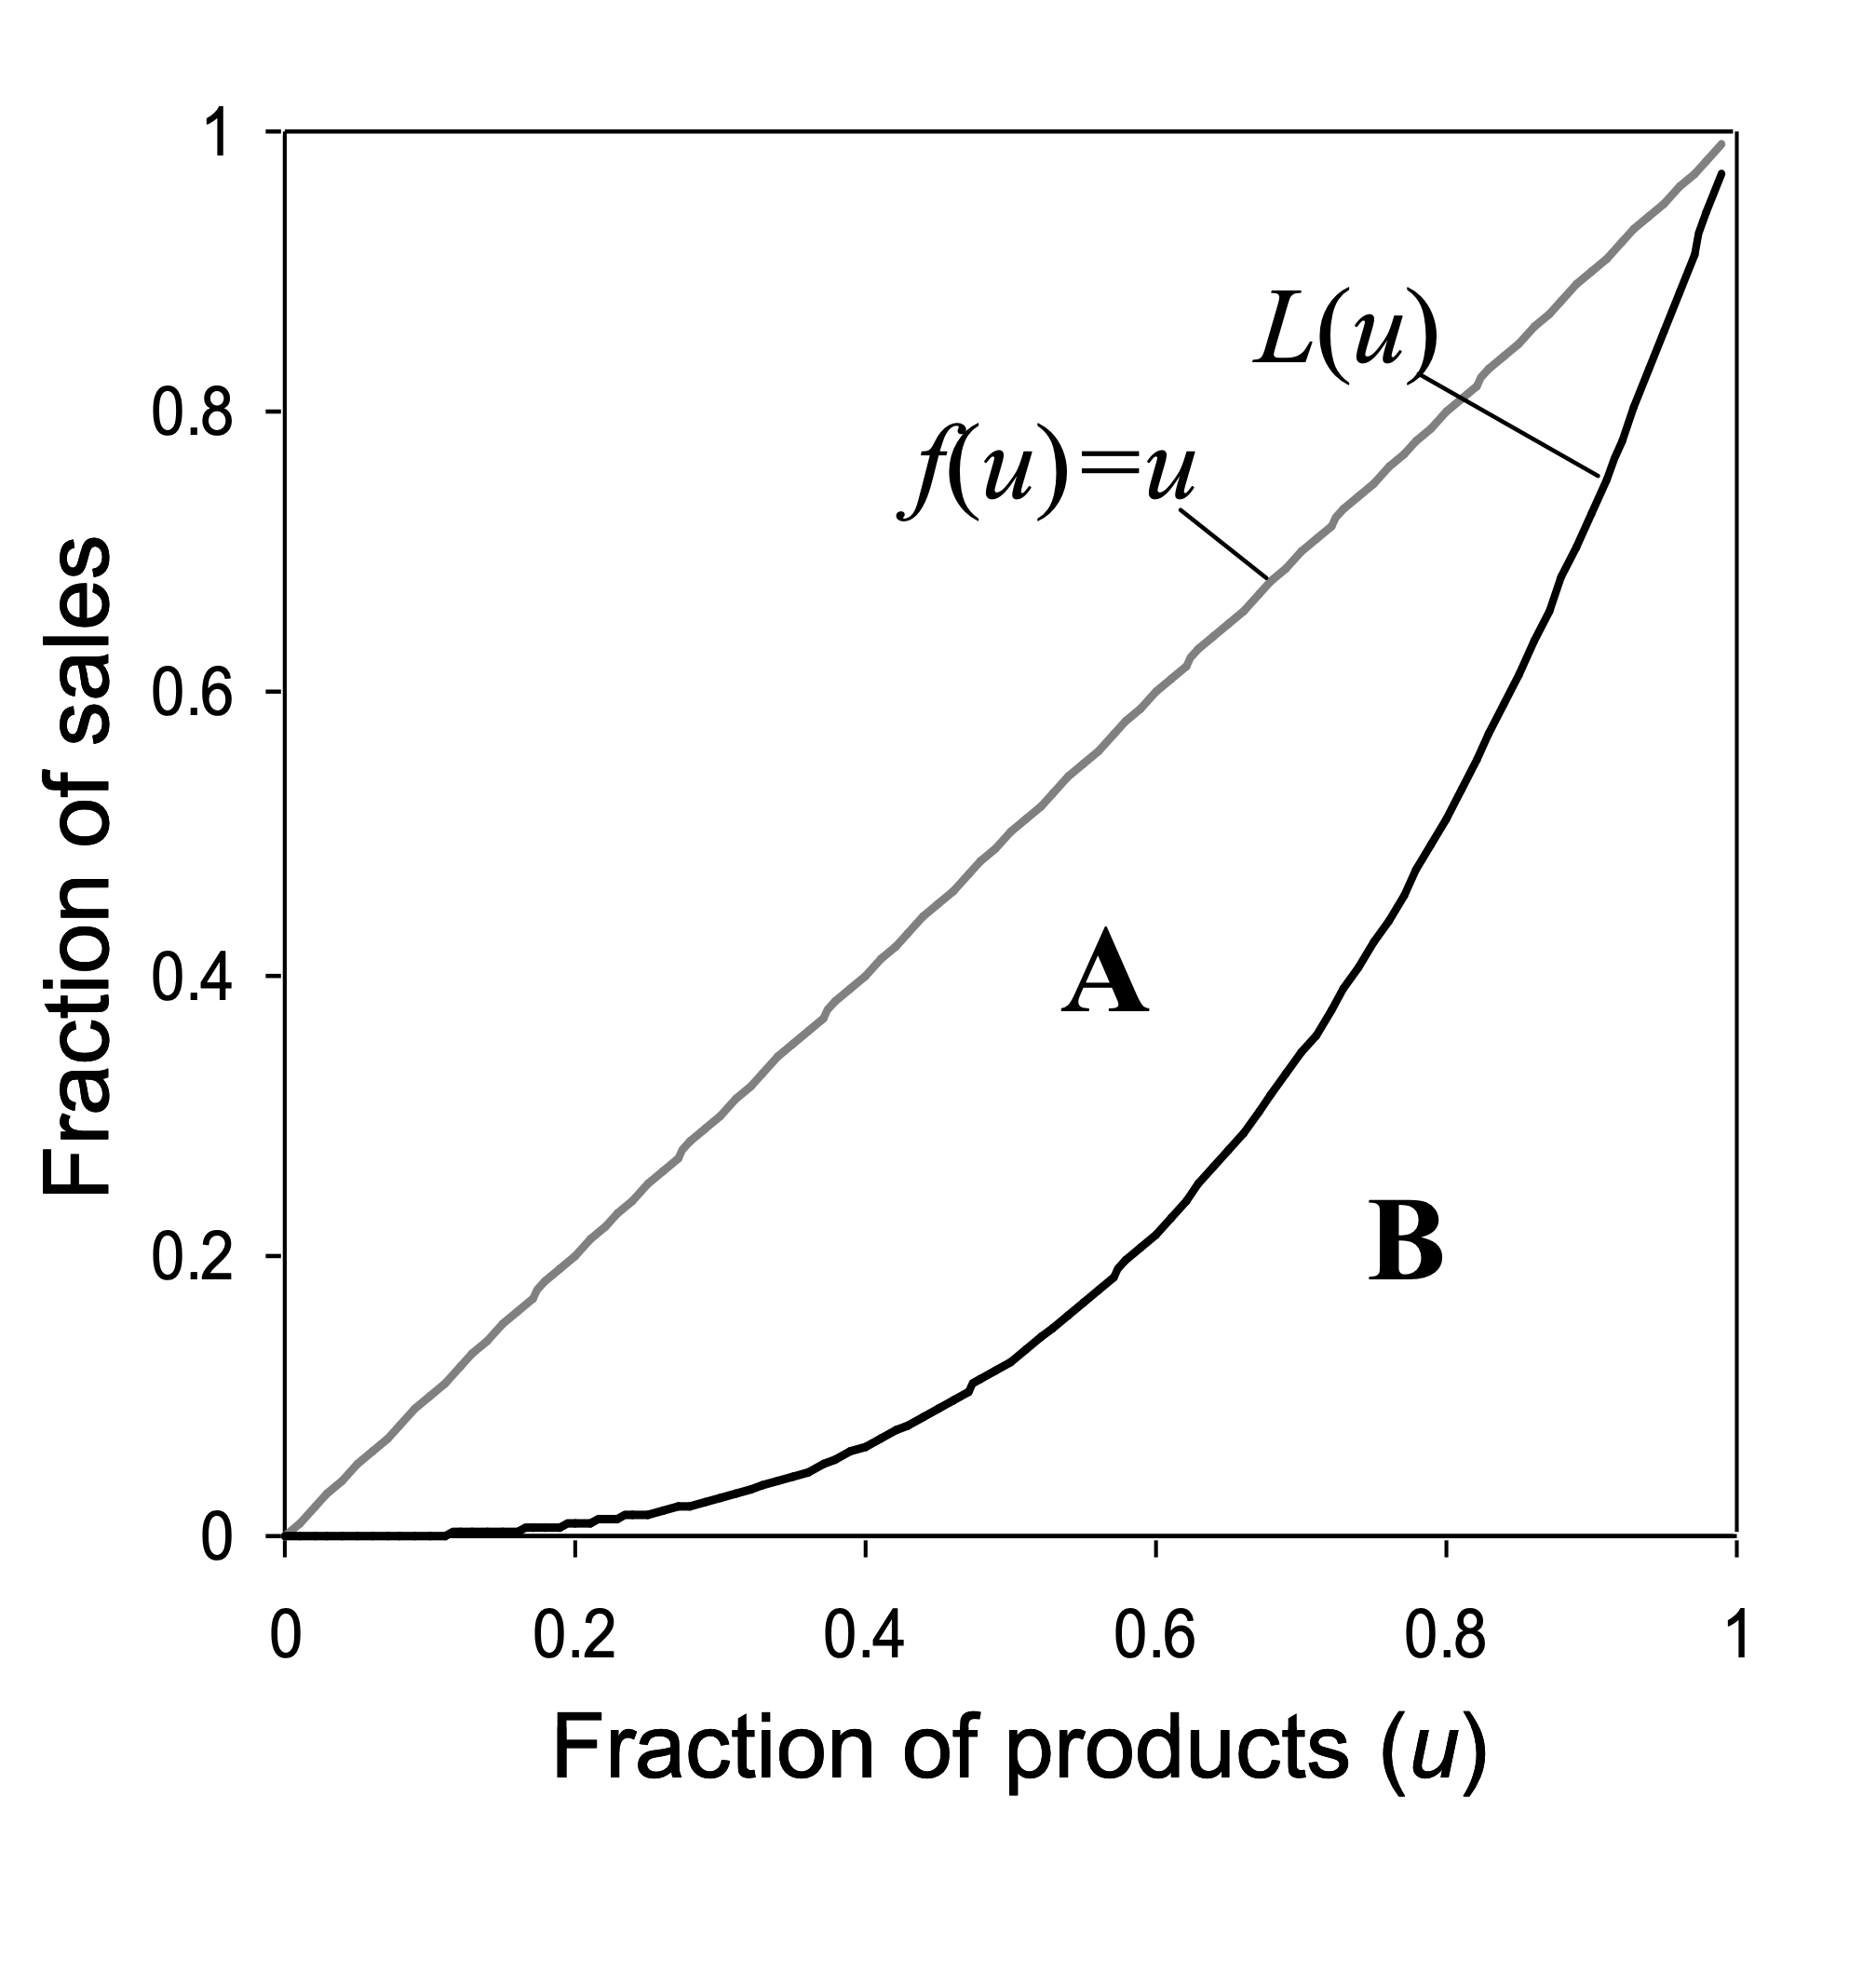 1
L(u)
0.8
f(u)=u
0.6
Fraction of sales
A
0.4
B
0.2
0
0 0.2 0.4 0.6 0.8 1
Fraction of products (u)